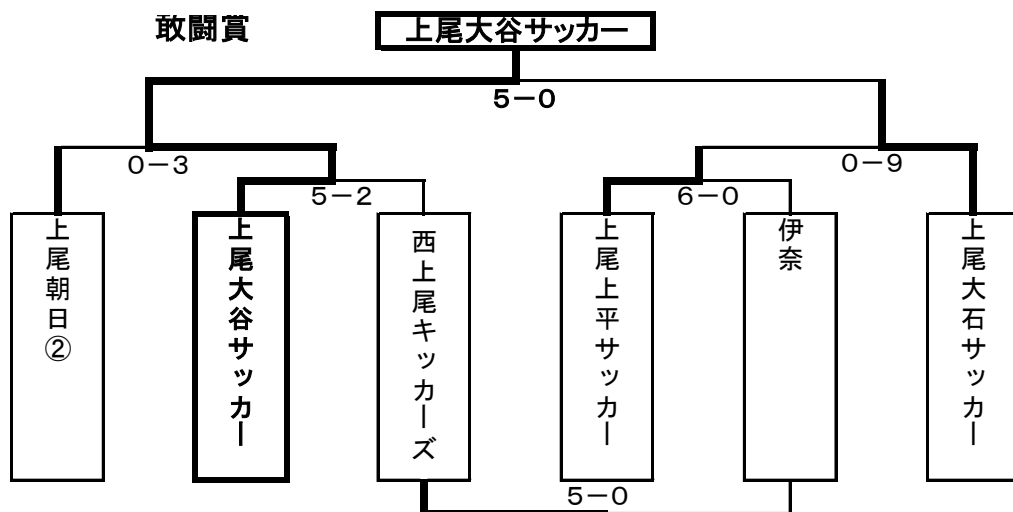 敢闘賞
上尾大谷サッカー
5-0
0-3
0-9
5-2
6-0
上尾朝日②
上尾大谷サッカー
西上尾キッカーズ
上尾上平サッカー
伊奈
上尾大石サッカー
5-0